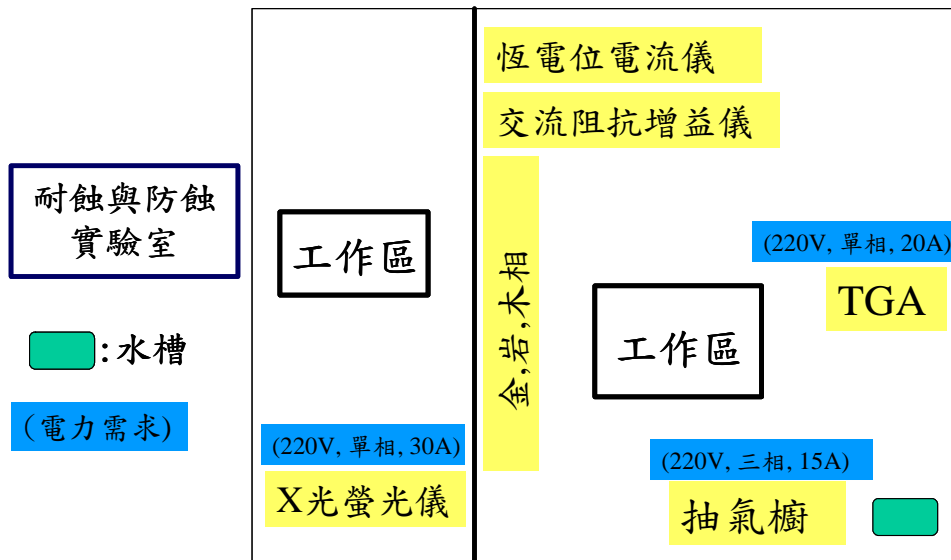 耐蝕與防蝕
實驗室
:水槽
(電力需求)
工作區
(220V, 單相, 30A)
X光螢光儀
恆電位電流儀
交流阻抗增益儀
金,岩,木相
(220V, 單相, 20A)
TGA
工作區
(220V, 三相, 15A)
抽氣櫥